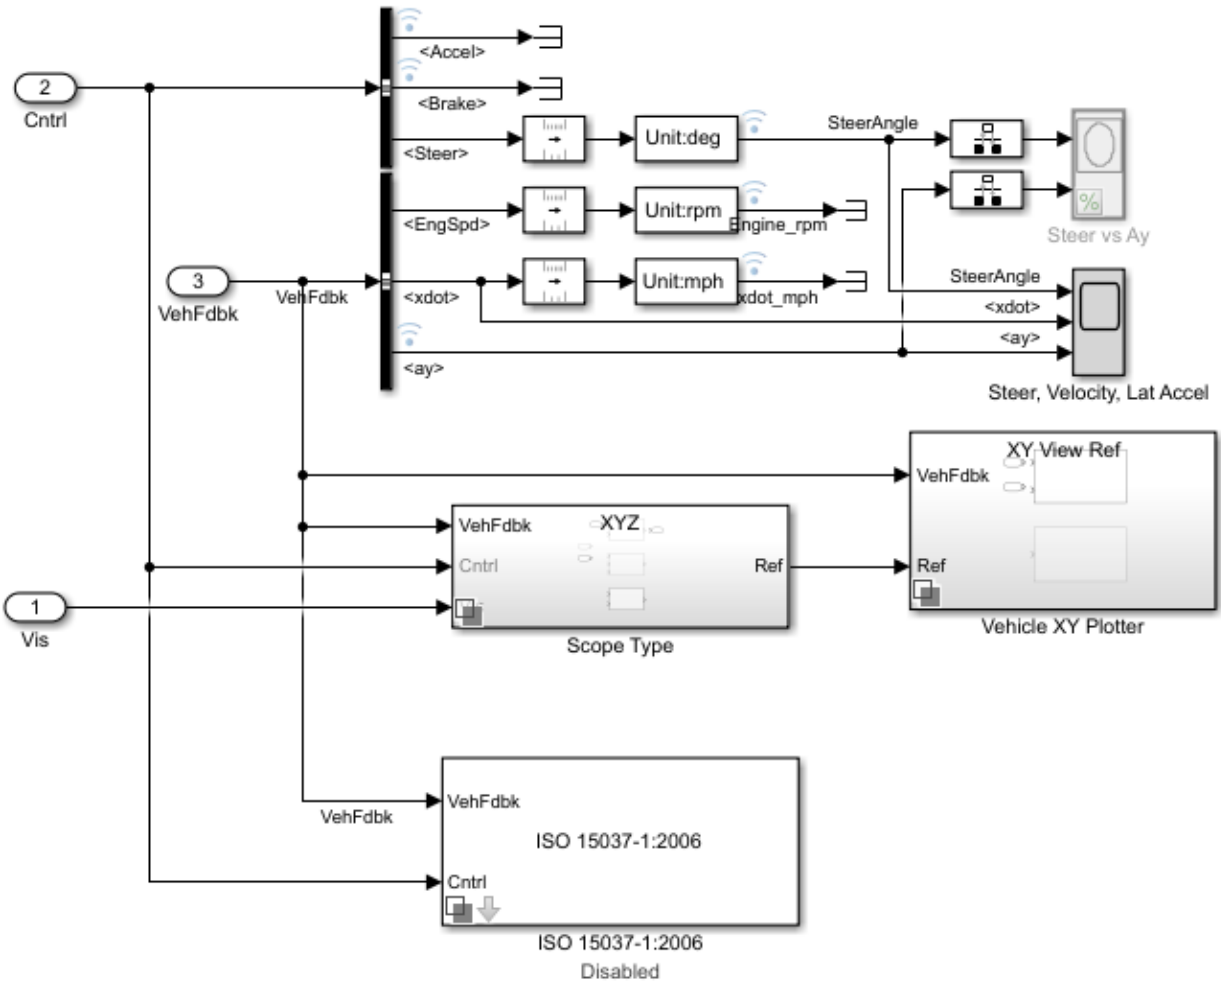 <Accel>
2
Cntrl
<Brake>
<Steer>
Unit:deg
SteerAngle
%
Steer vs Ay
<EngSpd>
Unit:rpm
Engine_rpm
3
VehFdbk
VehFdbk
<xdot>
Unit:mph
xdot_mph
SteerAngle
<xdot>
<ay>
<ay>
Steer, Velocity, Lat Accel
XY View Ref
VehFdbk
Ref
Vehicle XY Plotter
XYZ
VehFdbk
Cntrl
Ref
Scope Type
1
Vis
VehFdbk
VehFdbk
ISO 15037-1:2006
Cntrl
ISO 15037-1:2006
Disabled